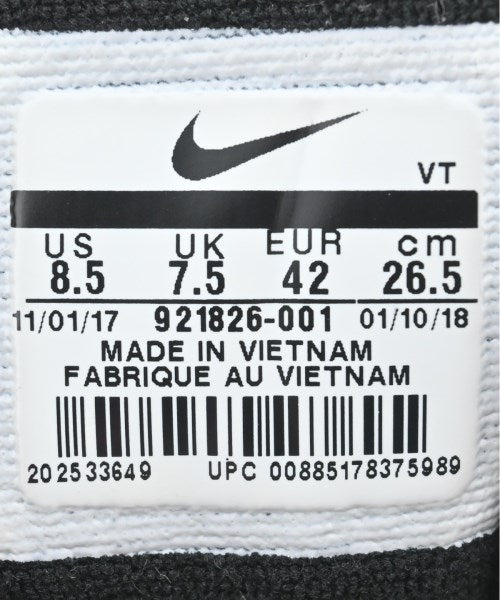 VT
US UK EUR cm
8.5 7.5 42 26.5
11/01/17 921826-001 01/10/18
MADE IN VIETNAM
FABRIQUE AU VIETNAM
202533649 UPC 00885178375989